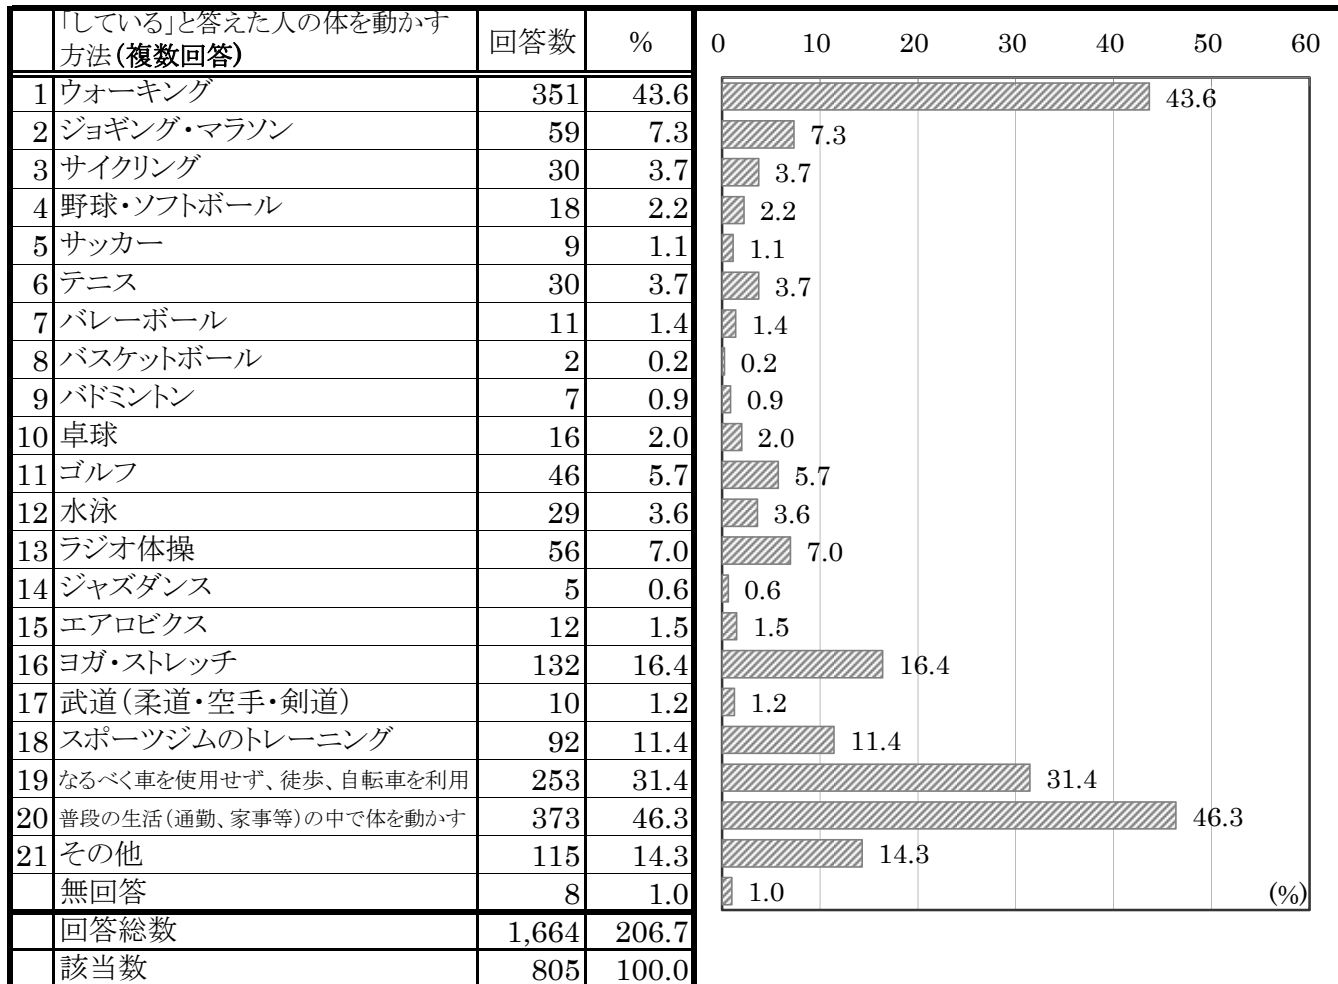 「している」と答えた人の体を動かす
方法(複数回答) 回答数 % 0 10 20 30 40 50 60
1 ウォーキング 351 43.6 43.6
2 ジョギング・マラソン 59 7.3 7.3
3 サイクリング 30 3.7 3.7
4 野球・ソフトボール 18 2.2 2.2
5 サッカー 9 1.1 1.1
6 テニス 30 3.7 3.7
7 バレーボール 11 1.4 1.4
8 バスケットボール 2 0.2 0.2
9 バドミントン 7 0.9 0.9
10 卓球 16 2.0 2.0
11 ゴルフ 46 5.7 5.7
12 水泳 29 3.6 3.6
13 ラジオ体操 56 7.0 7.0
14 ジャズダンス 5 0.6 0.6
15 エアロビクス 12 1.5 1.5
16 ヨガ・ストレッチ 132 16.4 16.4
17 武道(柔道・空手・剣道) 10 1.2 1.2
18 スポーツジムのトレーニング 92 11.4 11.4
19 なるべく車を使用せず、徒歩、自転車を利用 253 31.4 31.4
20 普段の生活(通勤、家事等)の中で体を動かす 373 46.3 46.3
21 その他 115 14.3 14.3
無回答 8 1.0 1.0 (%)
回答総数 1,664 206.7
該当数 805 100.0